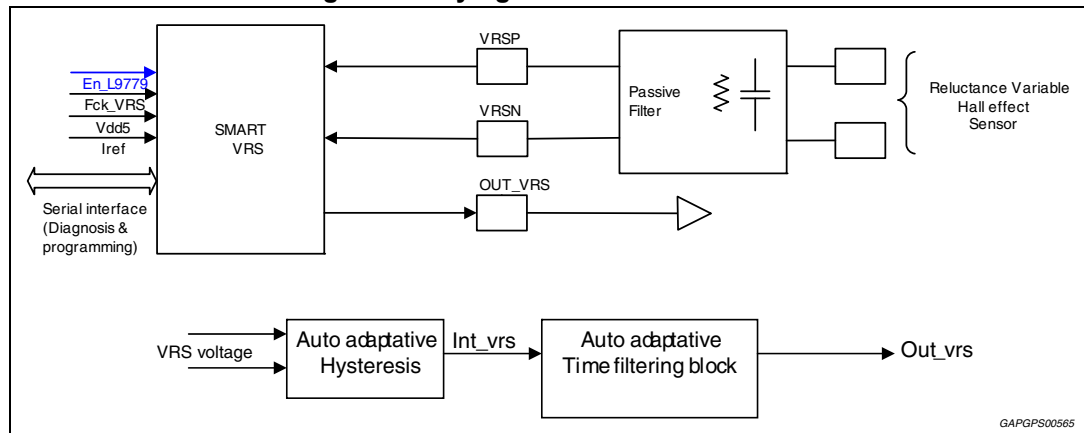 VRSP
En_L9779
Fck_VRS
Vdd5
Iref
SMART
VRS
Passive
Filter
Reluctance Variable
Hall effect
Sensor
VRSN
OUT_VRS
Serial interface
(Diagnosis &
programming)
VRS voltage
Auto adaptative
Hysteresis
Int_vrs
Auto adaptative
Time filtering block
Out_vrs
GAPGPS00565